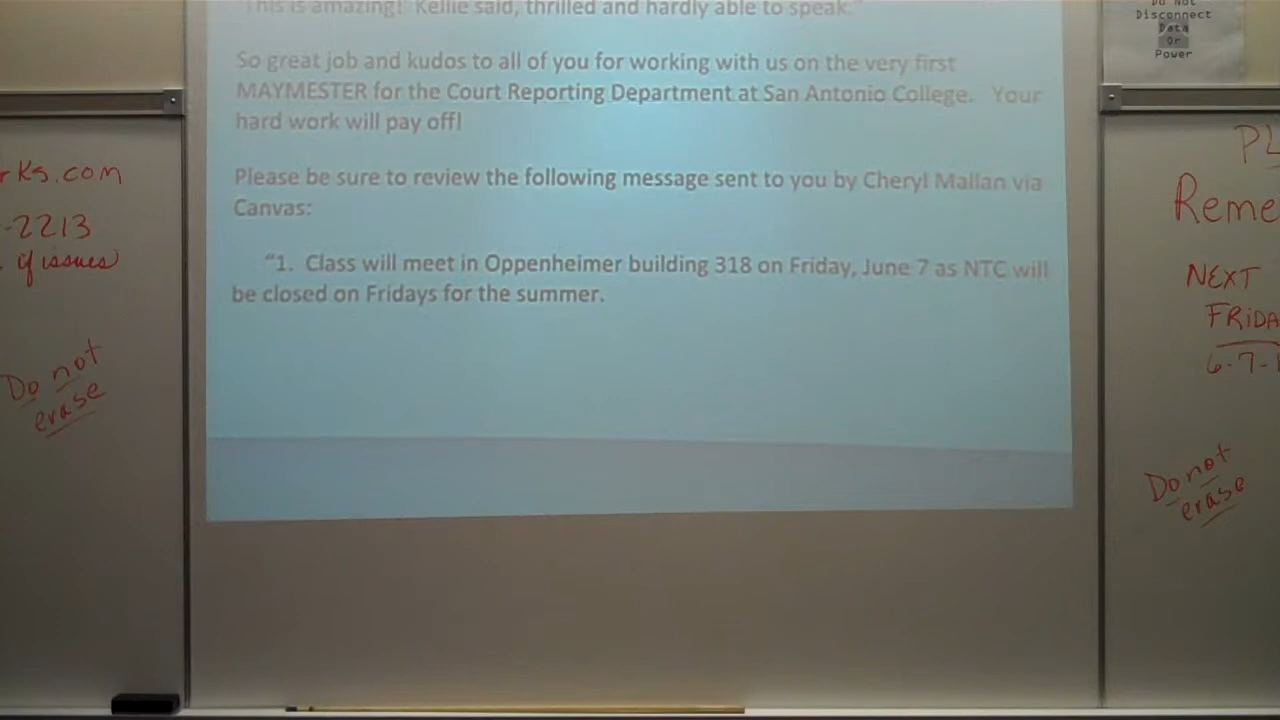 This is amazing!' Kellie said, thrilled and hardly able to speak."
So great job and kudos to all of you for working with us on the very first
MAYMESTER for the Court Reporting Department at San Antonio College. Your
hard work will pay off!
Please be sure to review the following message sent to you by Cheryl Mallan via
Canvas:
"1. Class will meet in Oppenheimer building 318 on Friday, June 7 as NTC will
be closed on Fridays for the summer.
rks.com
-2213
if issues
Do not
erase
Do Not
Disconnect
Data
Or
Power
PL
Reme
NEXT
FRIDA
6-7-1
Do not
erase